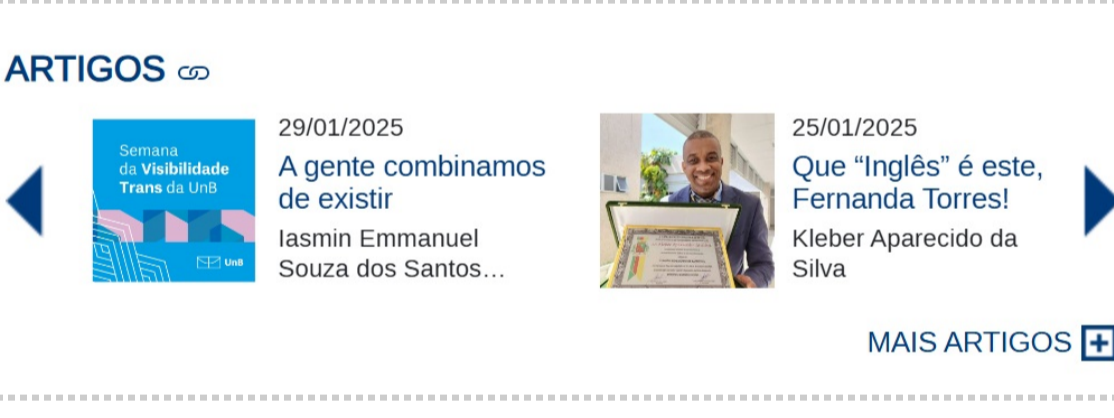 ARTIGOS
Semana
da Visibilidade
Trans da UnB
UnB
29/01/2025
A gente combinamos
de existir
Iasmin Emmanuel
Souza dos Santos…
25/01/2025
Que “Inglês” é este,
Fernanda Torres!
Kleber Aparecido da
Silva
MAIS ARTIGOS